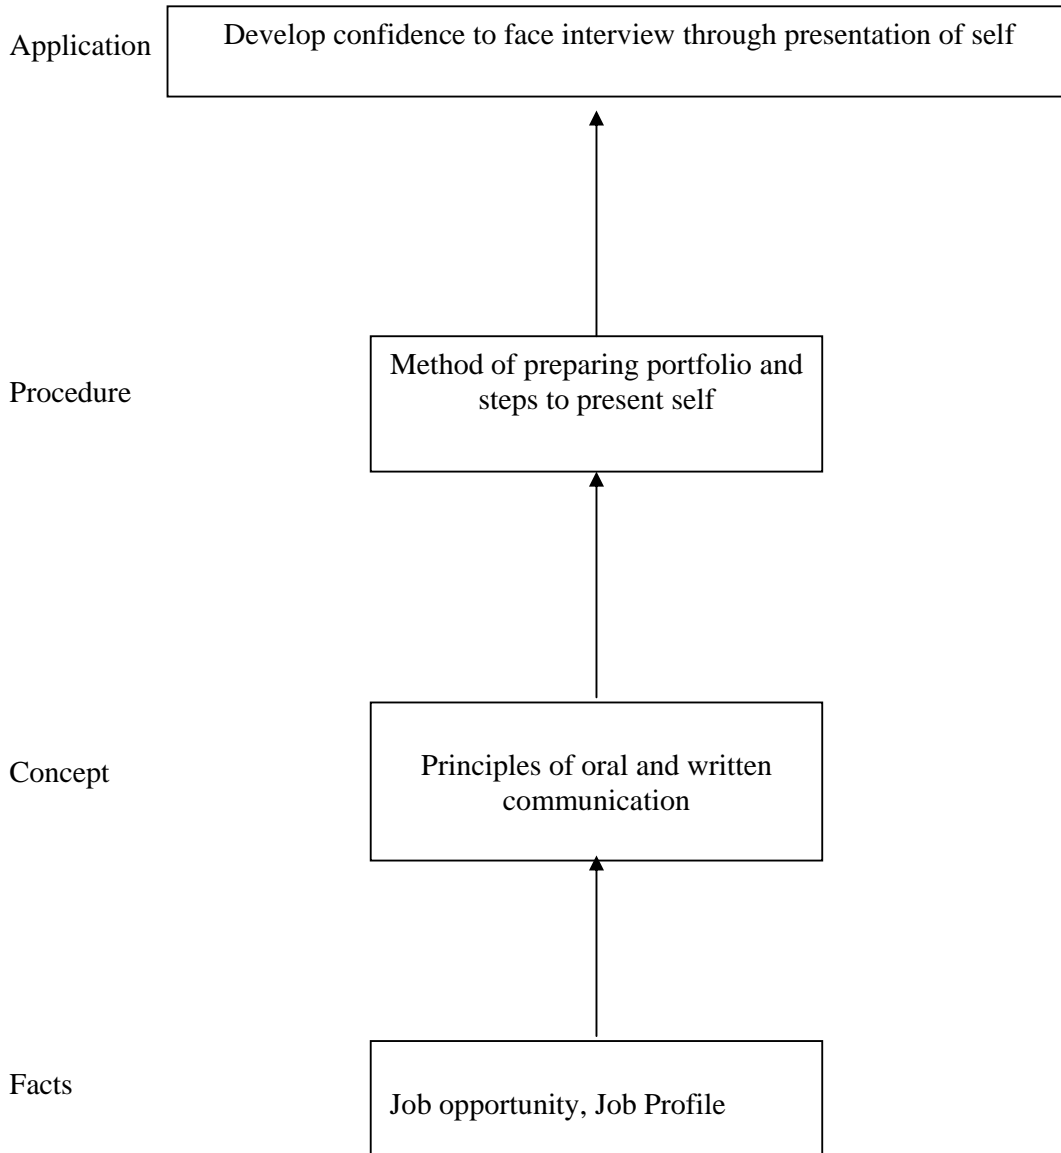 Application
Develop confidence to face interview through presentation of self
Procedure
Method of preparing portfolio and
steps to present self
Concept
Principles of oral and written
communication
Facts
Job opportunity, Job Profile